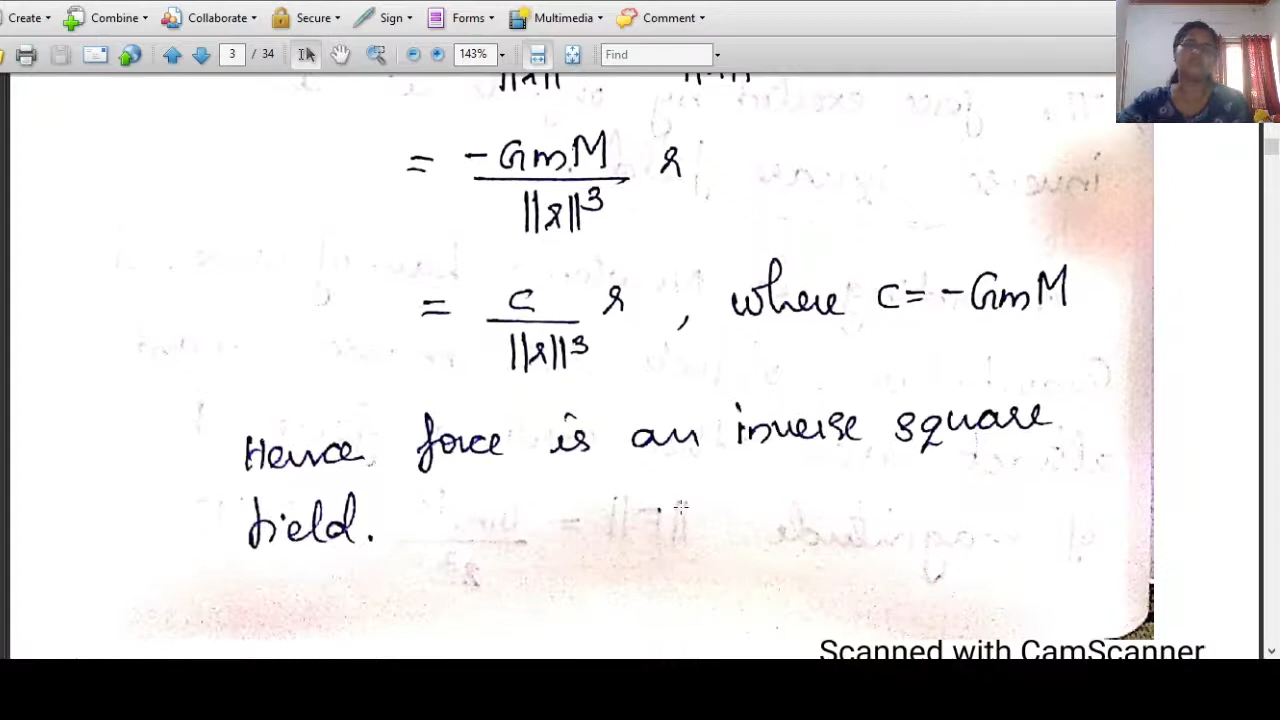 Create Combine Collaborate Secure Sign Forms Multimedia Comment
3 / 34 143% Find
= -GmM r
||r||3
= c r , where c = -GmM
||r||3
Hence force is an inverse square
field.
Scanned with CamScanner